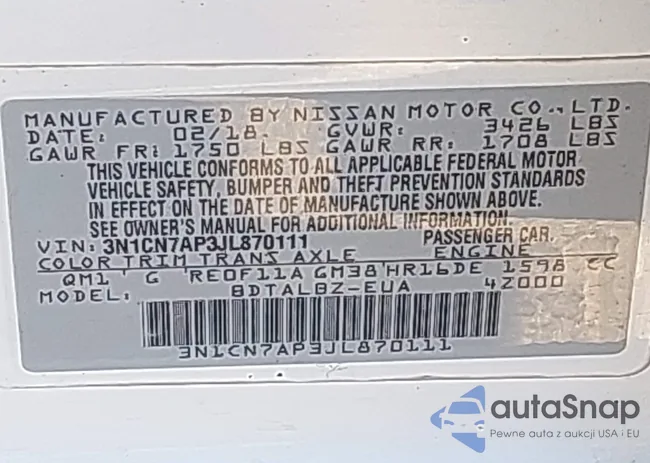 MANUFACTURED BY NISSAN MOTOR CO., LTD.
DATE: 02/18. GVWR: 3426 LBS
GAWR FR: 1750 LBS GAWR RR: 1708 LBS
THIS VEHICLE CONFORMS TO ALL APPLICABLE FEDERAL MOTOR
VEHICLE SAFETY, BUMPER AND THEFT PREVENTION STANDARDS
IN EFFECT ON THE DATE OF MANUFACTURE SHOWN ABOVE.
SEE OWNER'S MANUAL FOR ADDITIONAL INFORMATION.
VIN: 3N1CN7AP3JL870111 PASSENGER CAR.
COLOR TRIM TRANS AXLE ENGINE
QM1 G RE0F11A GM38 HR16DE 1598 CC
BDTALBZ-EUA 4Z000
3N1CN7AP3JL870111
autaSnap
Pewne auta z aukcji USA i EU